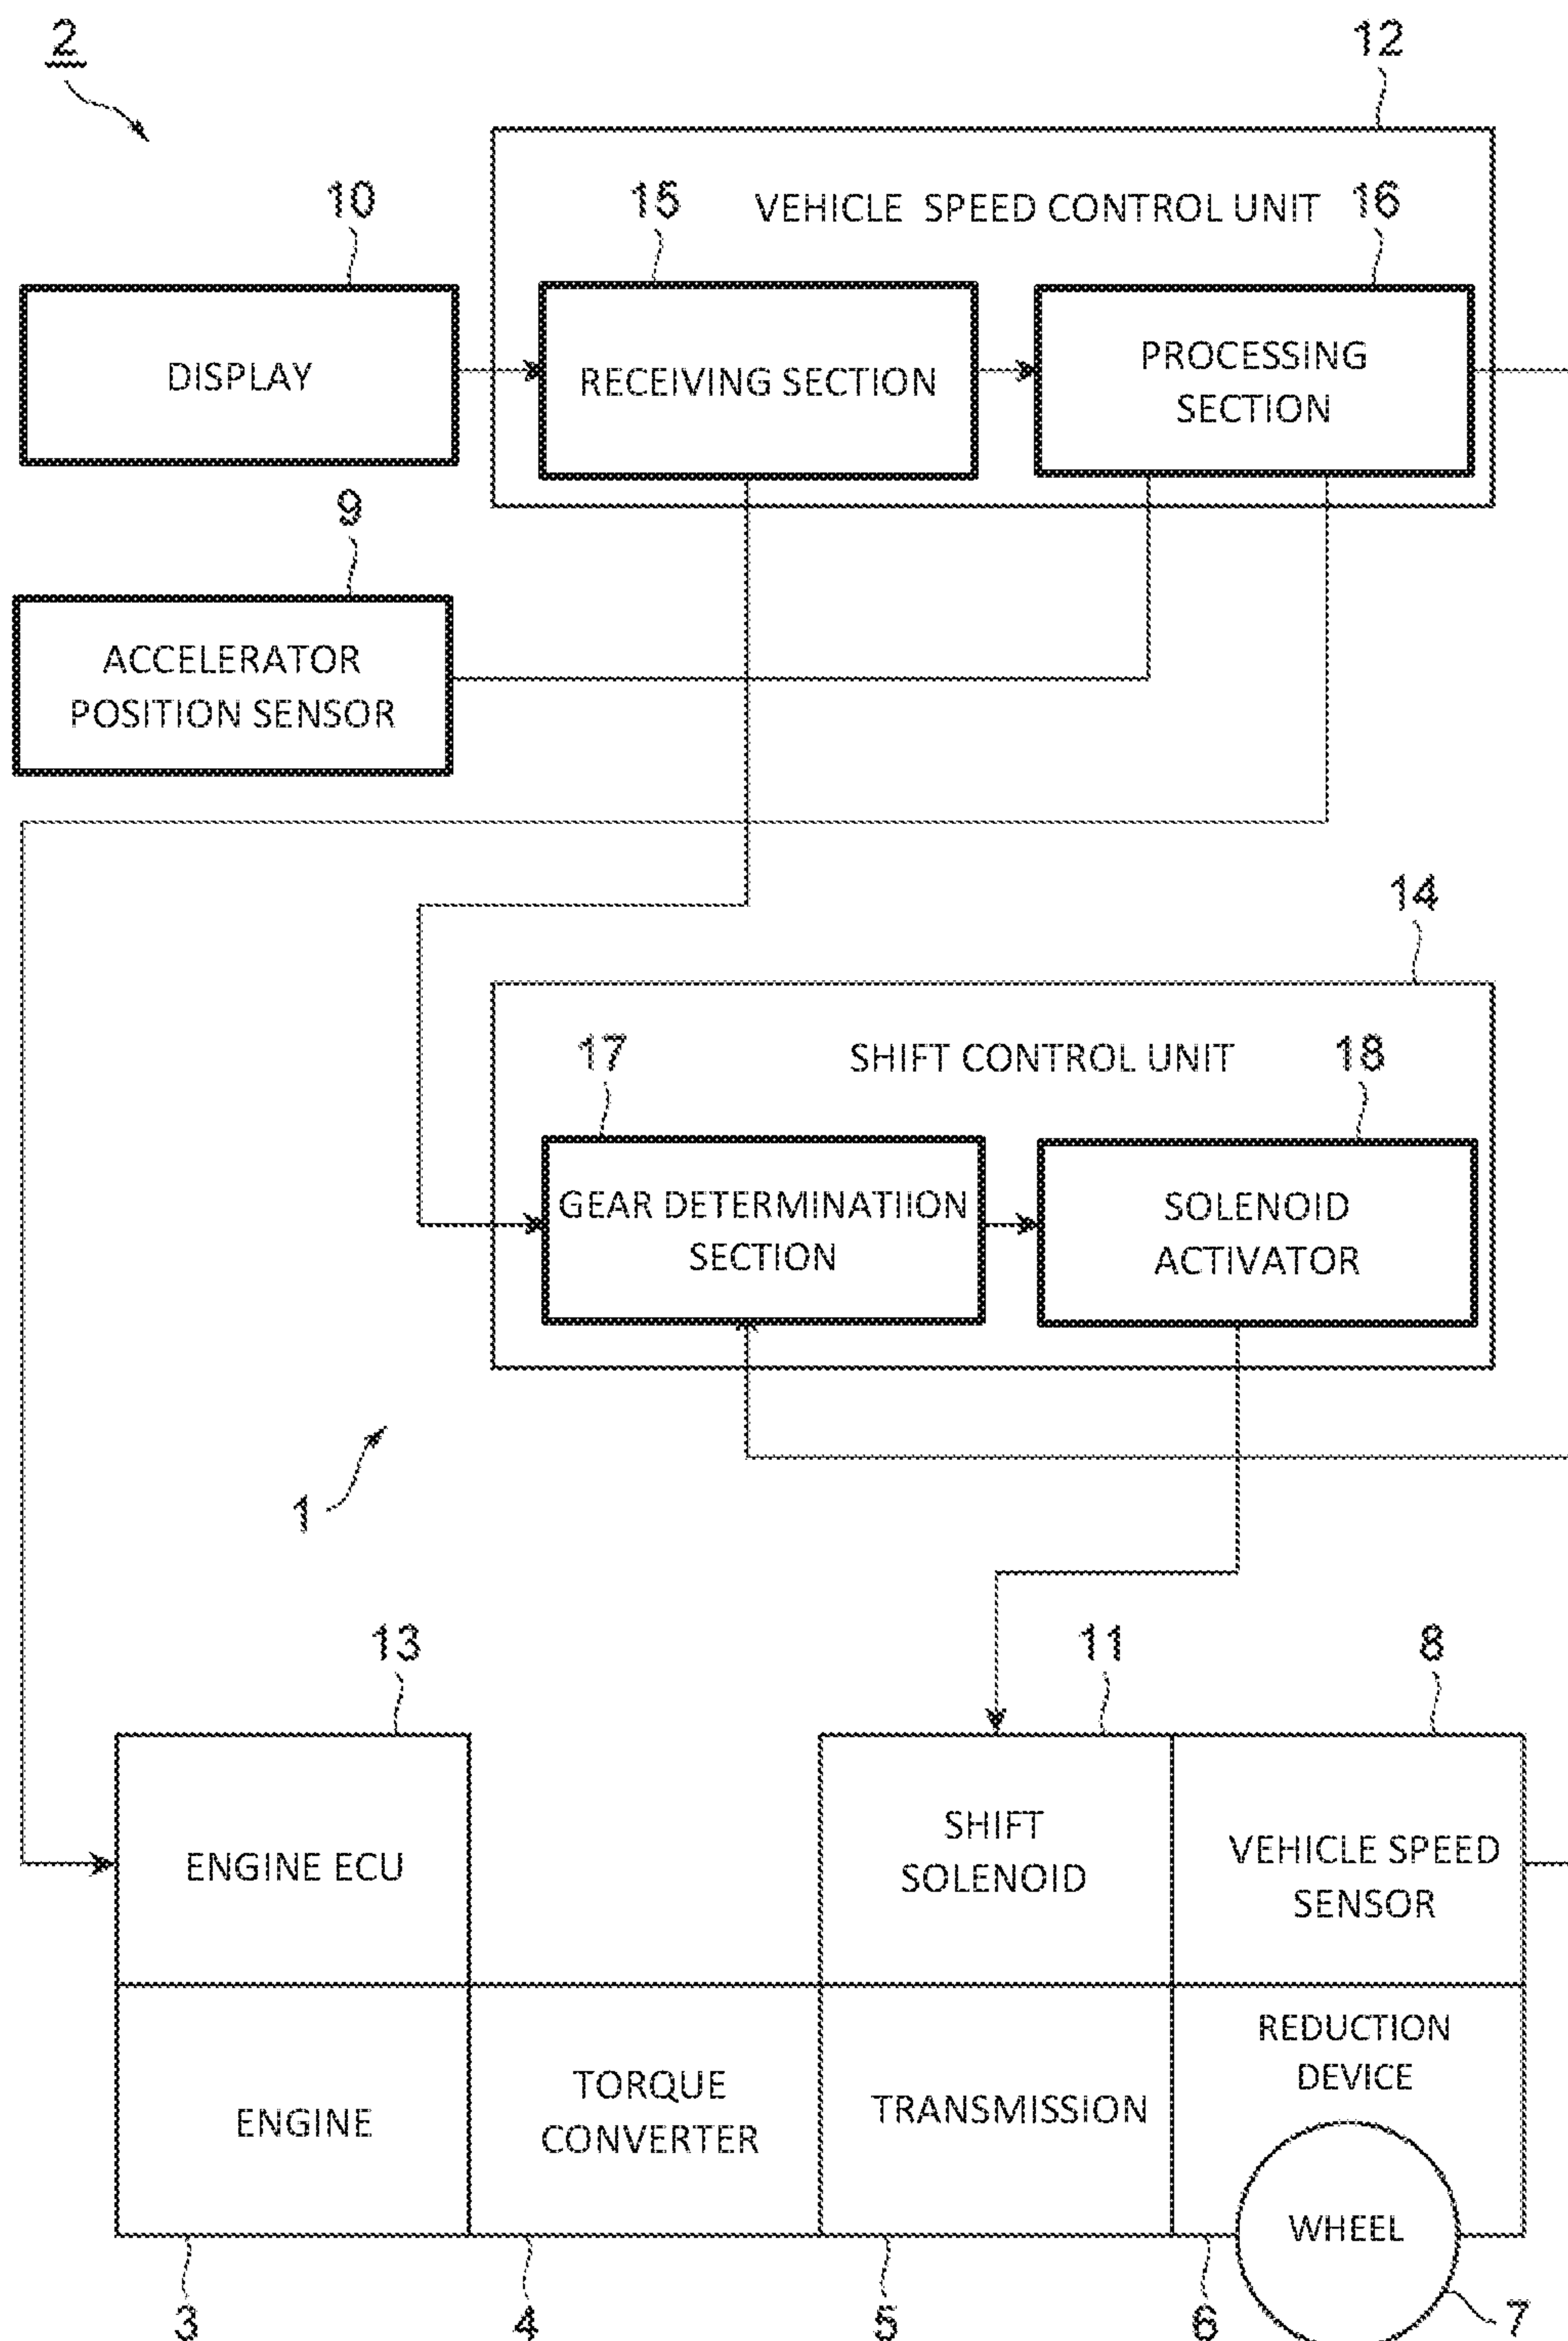 2
12
10
15
VEHICLE SPEED CONTROL UNIT
16
DISPLAY
RECEIVING SECTION
PROCESSING
SECTION
9
ACCELERATOR
POSITION SENSOR
14
17
SHIFT CONTROL UNIT
18
GEAR DETERMINATIION
SECTION
SOLENOID
ACTIVATOR
1
13
11
8
ENGINE ECU
SHIFT
SOLENOID
VEHICLE SPEED
SENSOR
ENGINE
TORQUE
CONVERTER
TRANSMISSION
REDUCTION
DEVICE
WHEEL
3
4
5
6
7